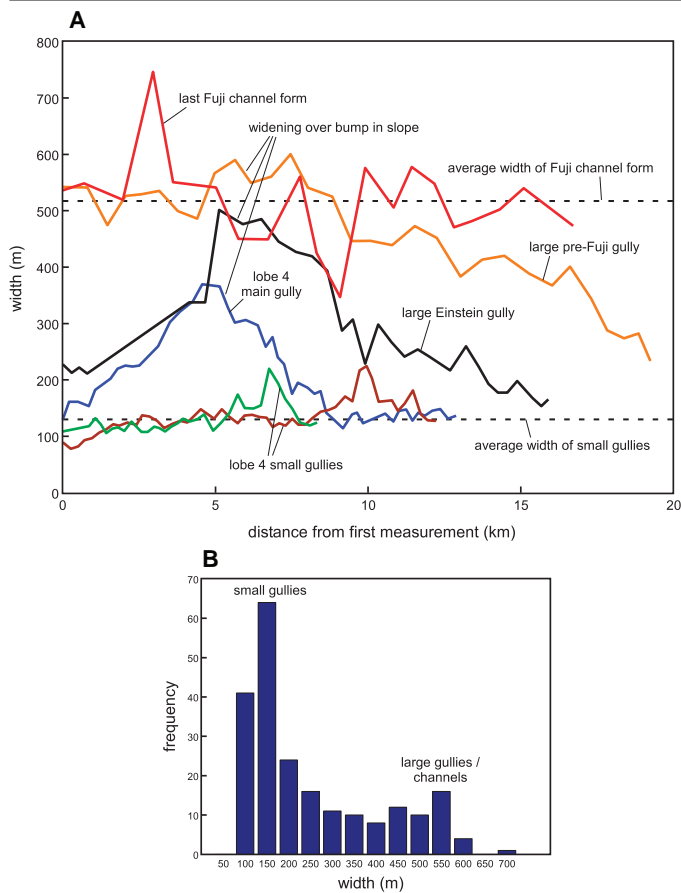 A
800
700
600
500
400
300
200
100
0
width (m)
last Fuji channel form
widening over bump in slope
average width of Fuji channel form
large pre-Fuji gully
lobe 4
main gully
large Einstein gully
average width of small gullies
lobe 4 small gullies
0 5 10 15 20
distance from first measurement (km)
B
70
60
50
40
30
20
10
0
frequency
small gullies
large gullies /
channels
50 100 150 200 250 300 350 400 450 500 550 600 650 700
width (m)